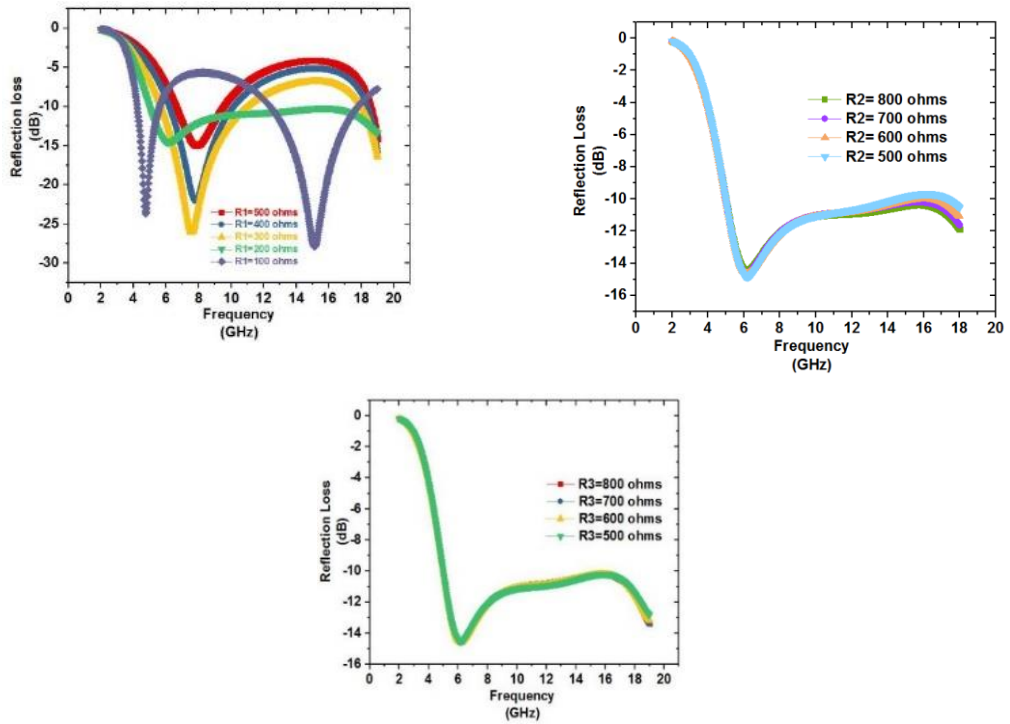 0
-5
-10
-15
-20
-25
-30
Reflection loss
(dB)
R1=500 ohms
R1=400 ohms
R1=300 ohms
R1=200 ohms
R1=100 ohms
0 2 4 6 8 10 12 14 16 18 20
Frequency
(GHz)
0
-2
-4
-6
-8
-10
-12
-14
-16
Reflection Loss
(dB)
R2= 800 ohms
R2= 700 ohms
R2= 600 ohms
R2= 500 ohms
0 2 4 6 8 10 12 14 16 18 20
Frequency
(GHz)
0
-2
-4
-6
-8
-10
-12
-14
-16
Reflection Loss
(dB)
R3=800 ohms
R3=700 ohms
R3=600 ohms
R3=500 ohms
0 2 4 6 8 10 12 14 16 18 20
Frequency
(GHz)